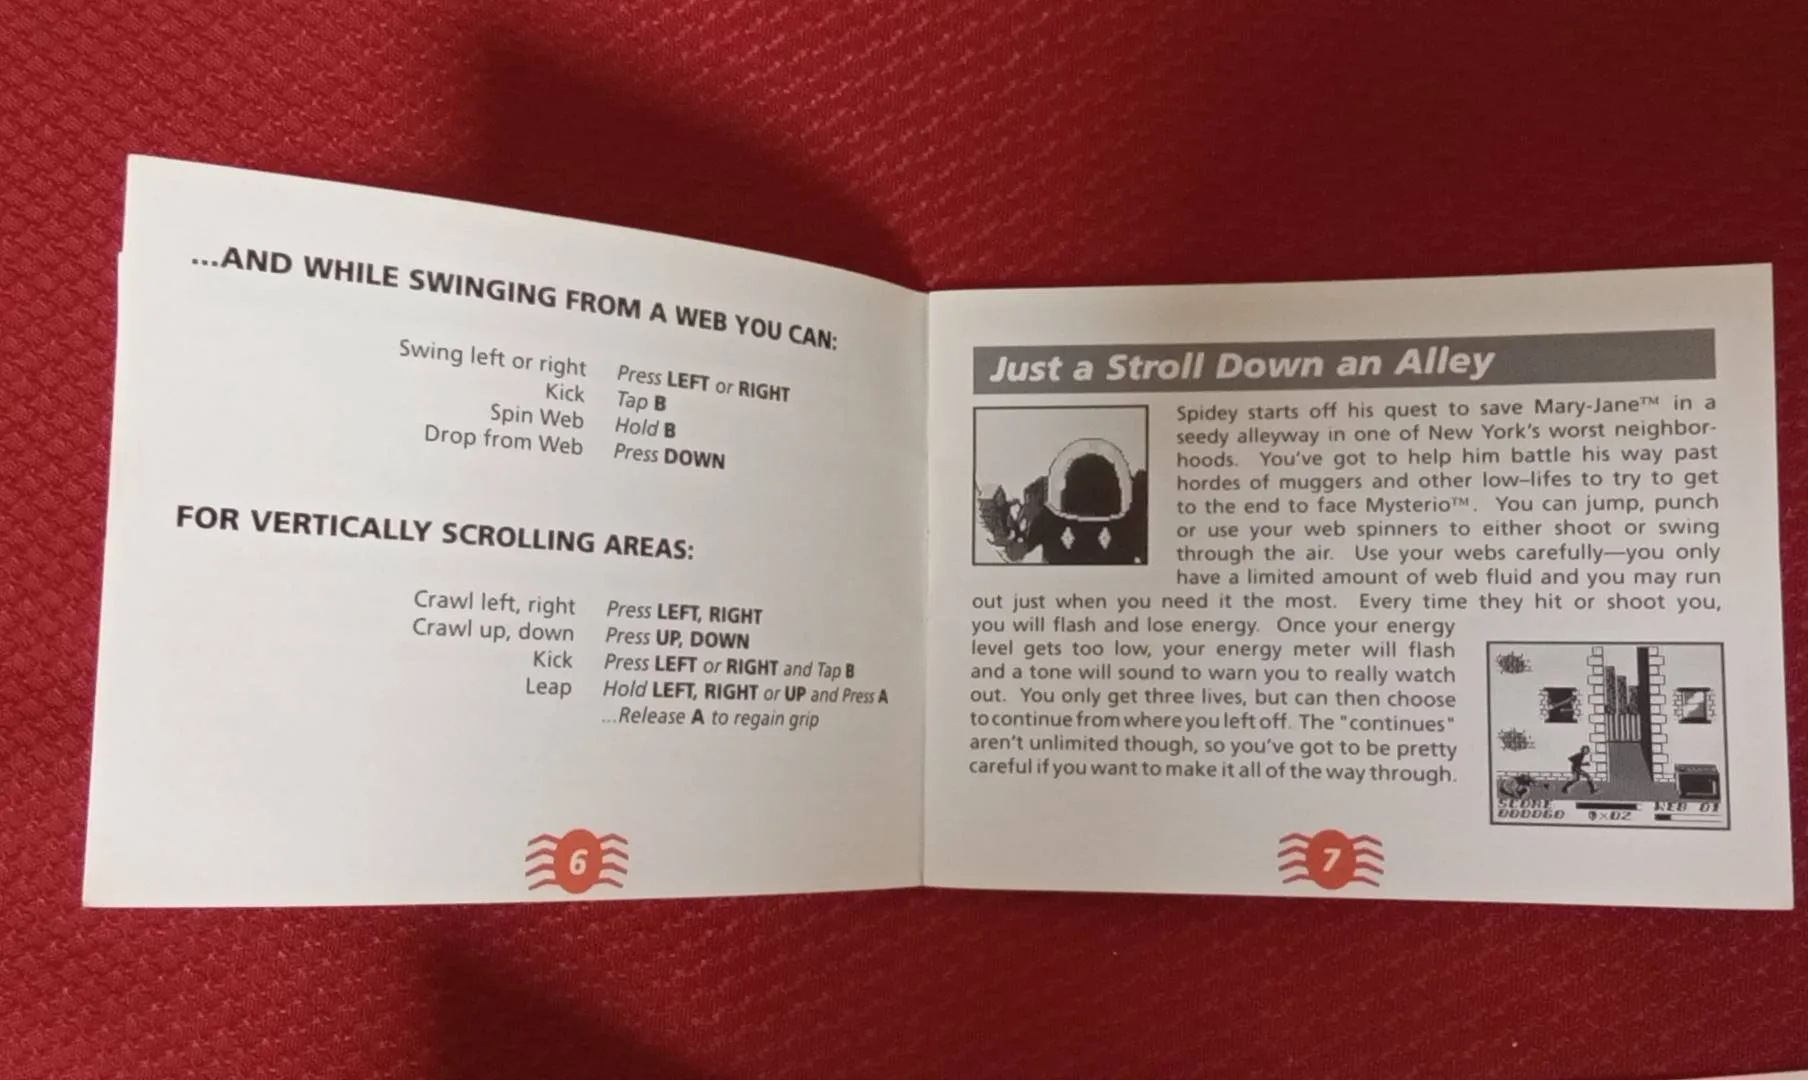 ...AND WHILE SWINGING FROM A WEB YOU CAN:
Swing left or right Press LEFT or RIGHT
Kick Tap B
Spin Web Hold B
Drop from Web Press DOWN
FOR VERTICALLY SCROLLING AREAS:
Crawl left, right Press LEFT, RIGHT
Crawl up, down Press UP, DOWN
Kick Press LEFT or RIGHT and Tap B
Leap Hold LEFT, RIGHT or UP and Press A
...Release A to regain grip
6
Just a Stroll Down an Alley
Spidey starts off his quest to save Mary-Jane™ in a
seedy alleyway in one of New York's worst neighbor-
hoods. You've got to help him battle his way past
hordes of muggers and other low–lifes to try to get
to the end to face Mysterio™. You can jump, punch
or use your web spinners to either shoot or swing
through the air. Use your webs carefully—you only
have a limited amount of web fluid and you may run
out just when you need it the most. Every time they hit or shoot you,
you will flash and lose energy. Once your energy
level gets too low, your energy meter will flash
and a tone will sound to warn you to really watch
out. You only get three lives, but can then choose
to continue from where you left off. The "continues"
aren't unlimited though, so you've got to be pretty
careful if you want to make it all of the way through.
SCORE WEB 01
000060 ×02
7